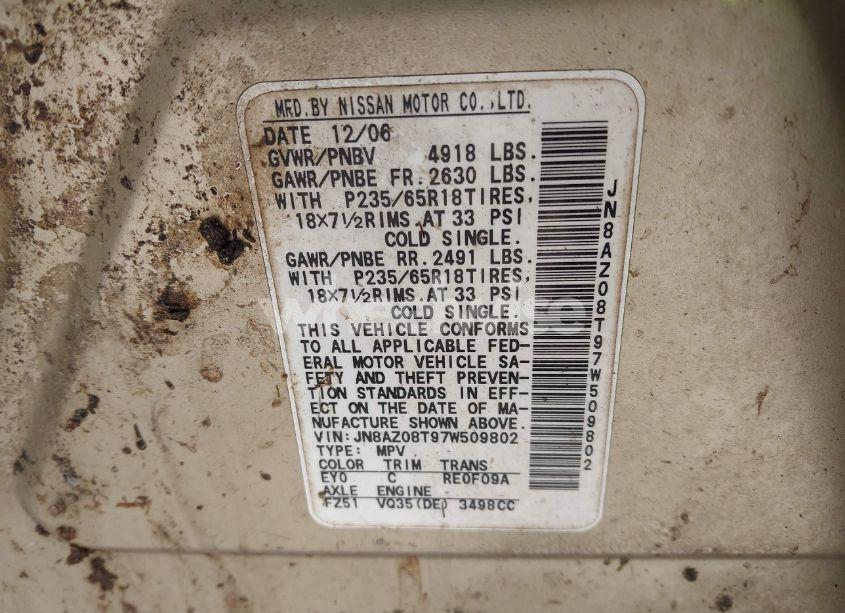 MFD.BY NISSAN MOTOR CO.,LTD.
DATE 12/06
GVWR/PNBV 4918 LBS.
GAWR/PNBE FR.2630 LBS.
WITH P235/65R18TIRES,
18X7½RIMS.AT 33 PSI
COLD SINGLE.
GAWR/PNBE RR.2491 LBS.
WITH P235/65R18TIRES,
18X7½RIMS.AT 33 PSI
COLD SINGLE.
THIS VEHICLE CONFORMS
TO ALL APPLICABLE FED-
ERAL MOTOR VEHICLE SA-
FETY AND THEFT PREVEN-
TION STANDARDS IN EFF-
ECT ON THE DATE OF MA-
NUFACTURE SHOWN ABOVE.
VIN:JN8AZ08T97W509802
TYPE: MPV
COLOR TRIM TRANS
EY0 C RE0F09A
AXLE ENGINE
FZ51 VQ35(DE) 3498CC
JN8AZ08T97W509802